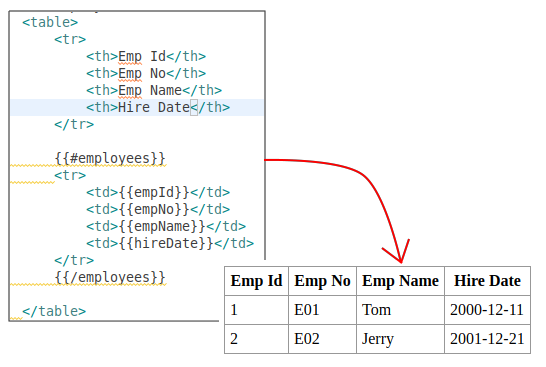 <table>
<tr>
<th>Emp Id</th>
<th>Emp No</th>
<th>Emp Name</th>
<th>Hire Date</th>
</tr>
{{#employees}}
<tr>
<td>{{empId}}</td>
<td>{{empNo}}</td>
<td>{{empName}}</td>
<td>{{hireDate}}</td>
</tr>
{{/employees}}
</table>
Emp Id Emp No Emp Name Hire Date
1 E01 Tom 2000-12-11
2 E02 Jerry 2001-12-21